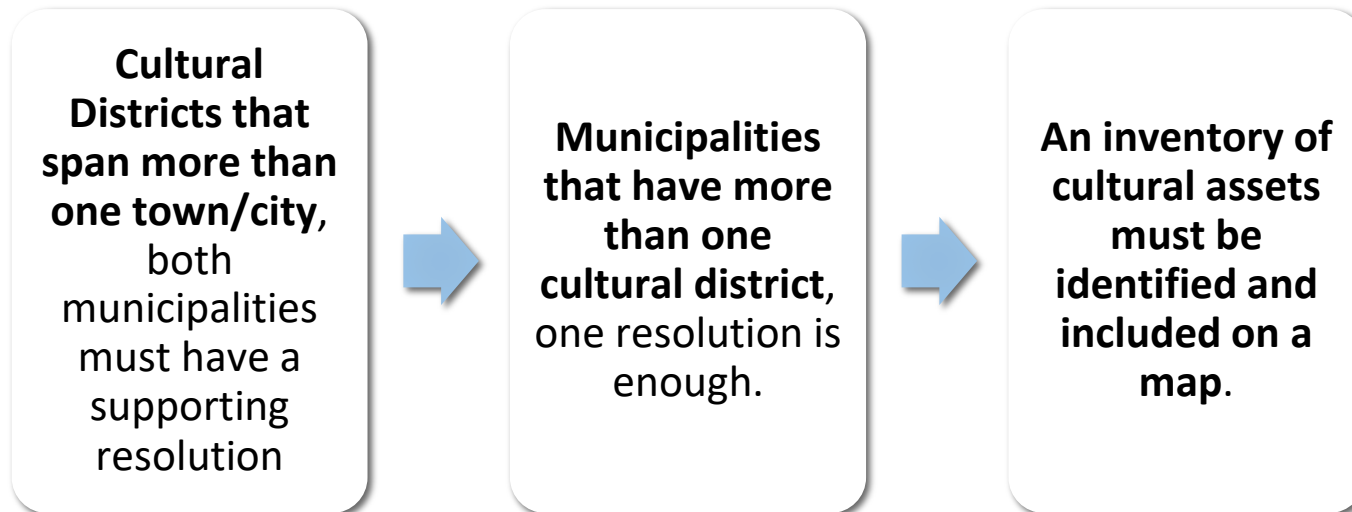 Cultural
Districts that
span more than
one town/city,
both
municipalities
must have a
supporting
resolution
Municipalities
that have more
than one
cultural district,
one resolution is
enough.
An inventory of
cultural assets
must be
identified and
included on a
map.